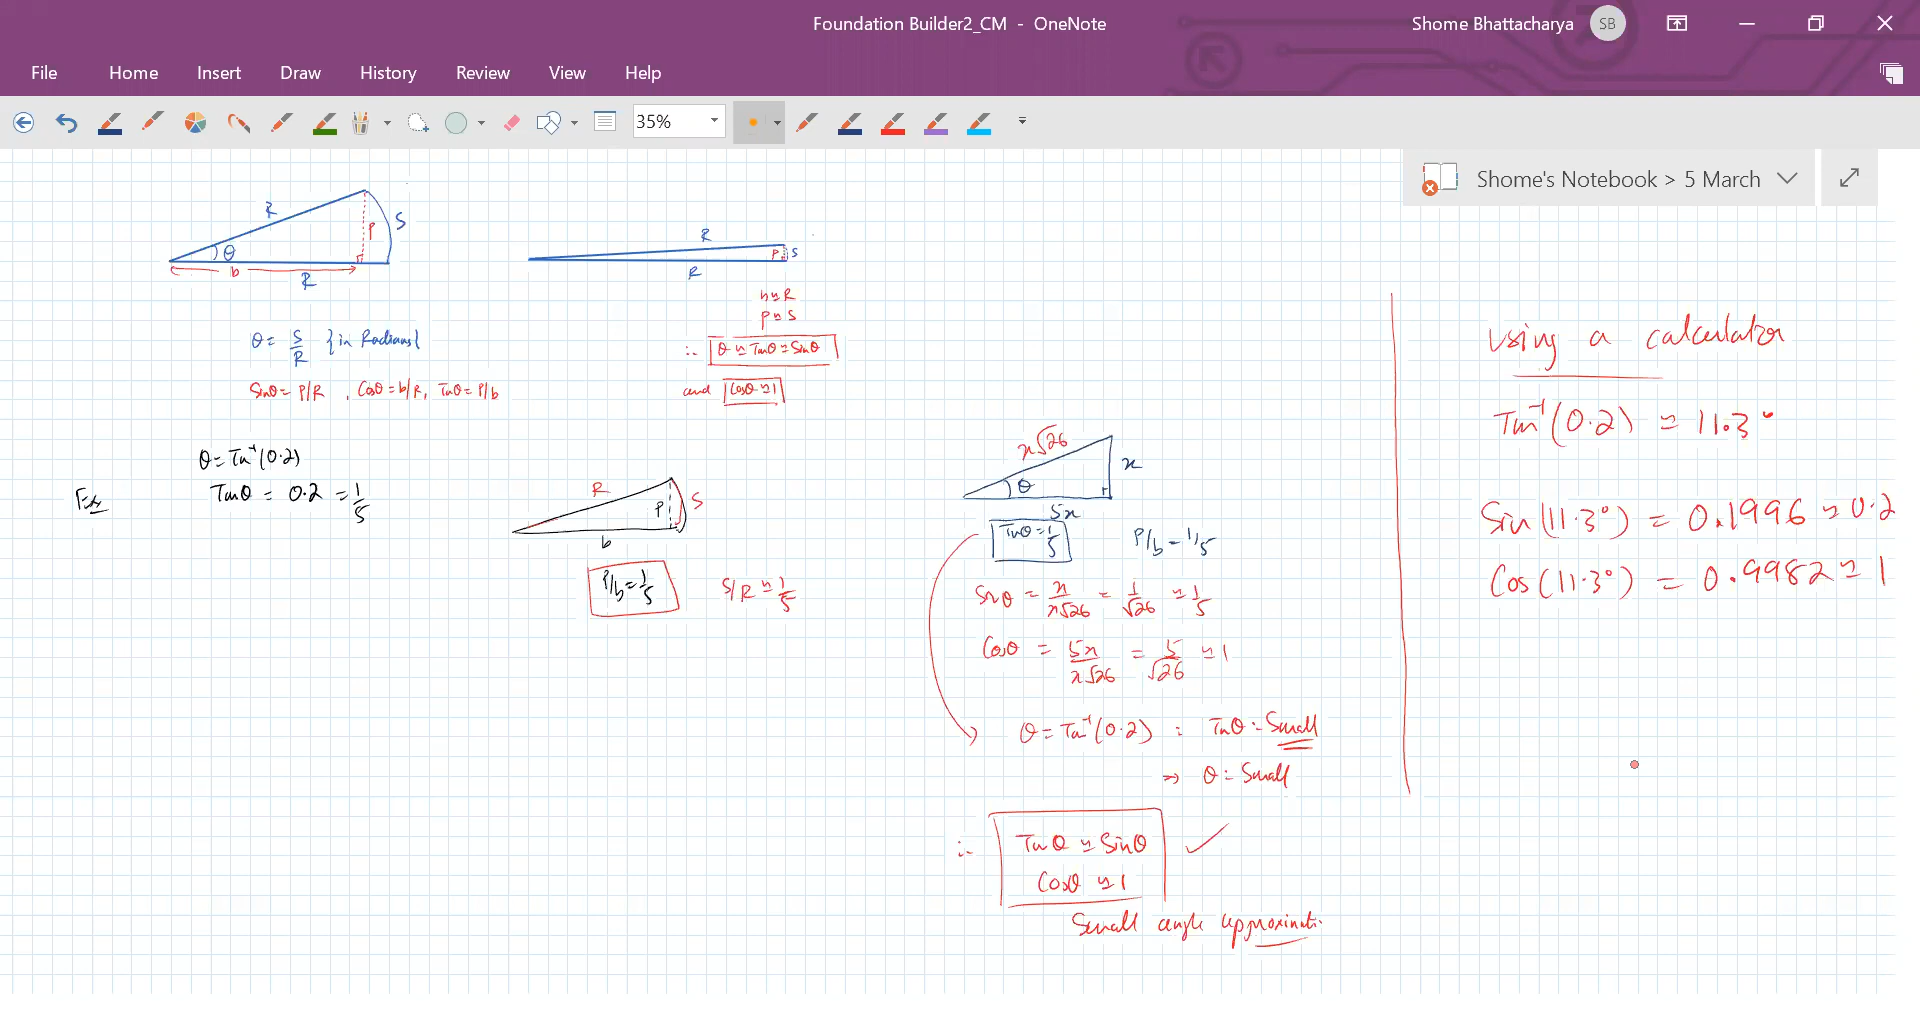 Foundation Builder2_CM - OneNote
Shome Bhattacharya
SB
File Home Insert Draw History Review View Help
35%
Shome's Notebook > 5 March
R
S
P
θ
b
R
R
P S
R
θ = S/R {in Radians}
Sinθ = P/R , Cosθ = b/R, Tanθ = P/b
b ≃ R
P ≃ S
∴ θ ≃ Tanθ ≃ Sinθ
and Cosθ ≃ 1
θ = Tan⁻¹(0.2)
Ex Tanθ = 0.2 = 1/5
R
P
S
b
P/b = 1/5
S/R ≃ 1/5
x√26
x
θ
5x
Tanθ = 1/5
P/b = 1/5
Sinθ = x/x√26 = 1/√26 ≃ 1/5
Cosθ = 5x/x√26 = 5/√26 ≃ 1
θ = Tan⁻¹(0.2) : Tanθ = Small
⇒ θ = Small
∴ Tanθ ≃ Sinθ
Cosθ ≃ 1
Small angle approximati
using a calculator
Tan⁻¹(0.2) ≃ 11.3°
Sin(11.3°) = 0.1996 ≃ 0.2
Cos(11.3°) = 0.9982 ≃ 1